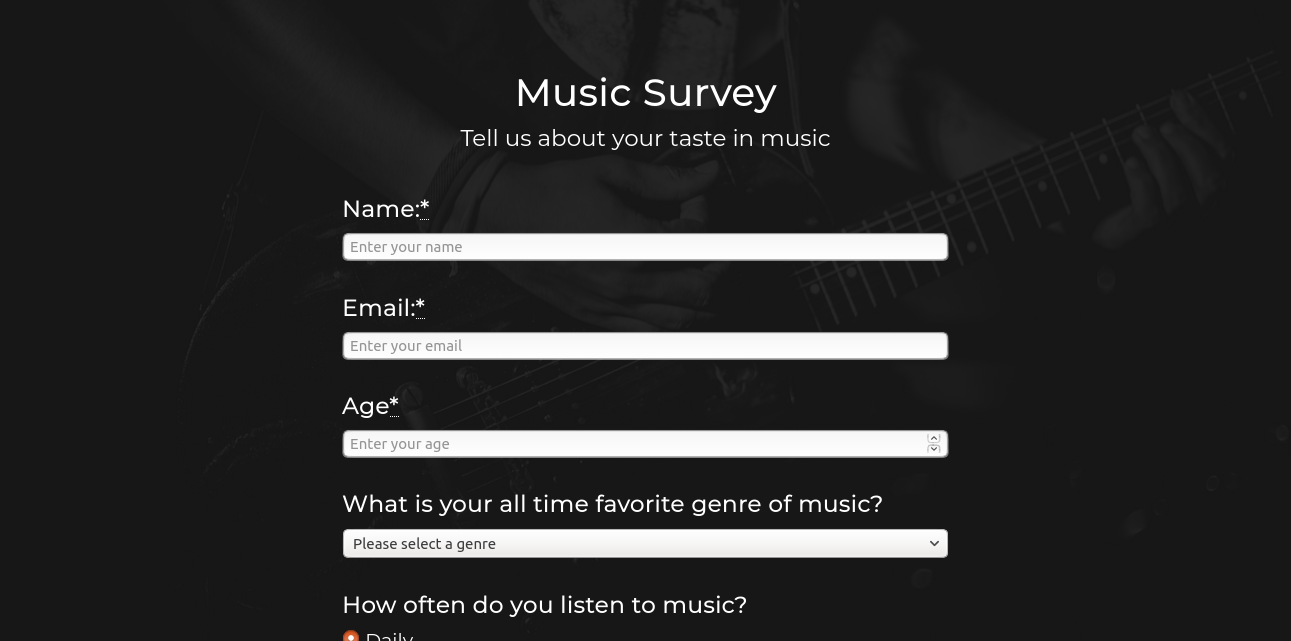 Music Survey
Tell us about your taste in music
Name:*
Enter your name
Email:*
Enter your email
Age*
Enter your age
What is your all time favorite genre of music?
Please select a genre
How often do you listen to music?
Daily